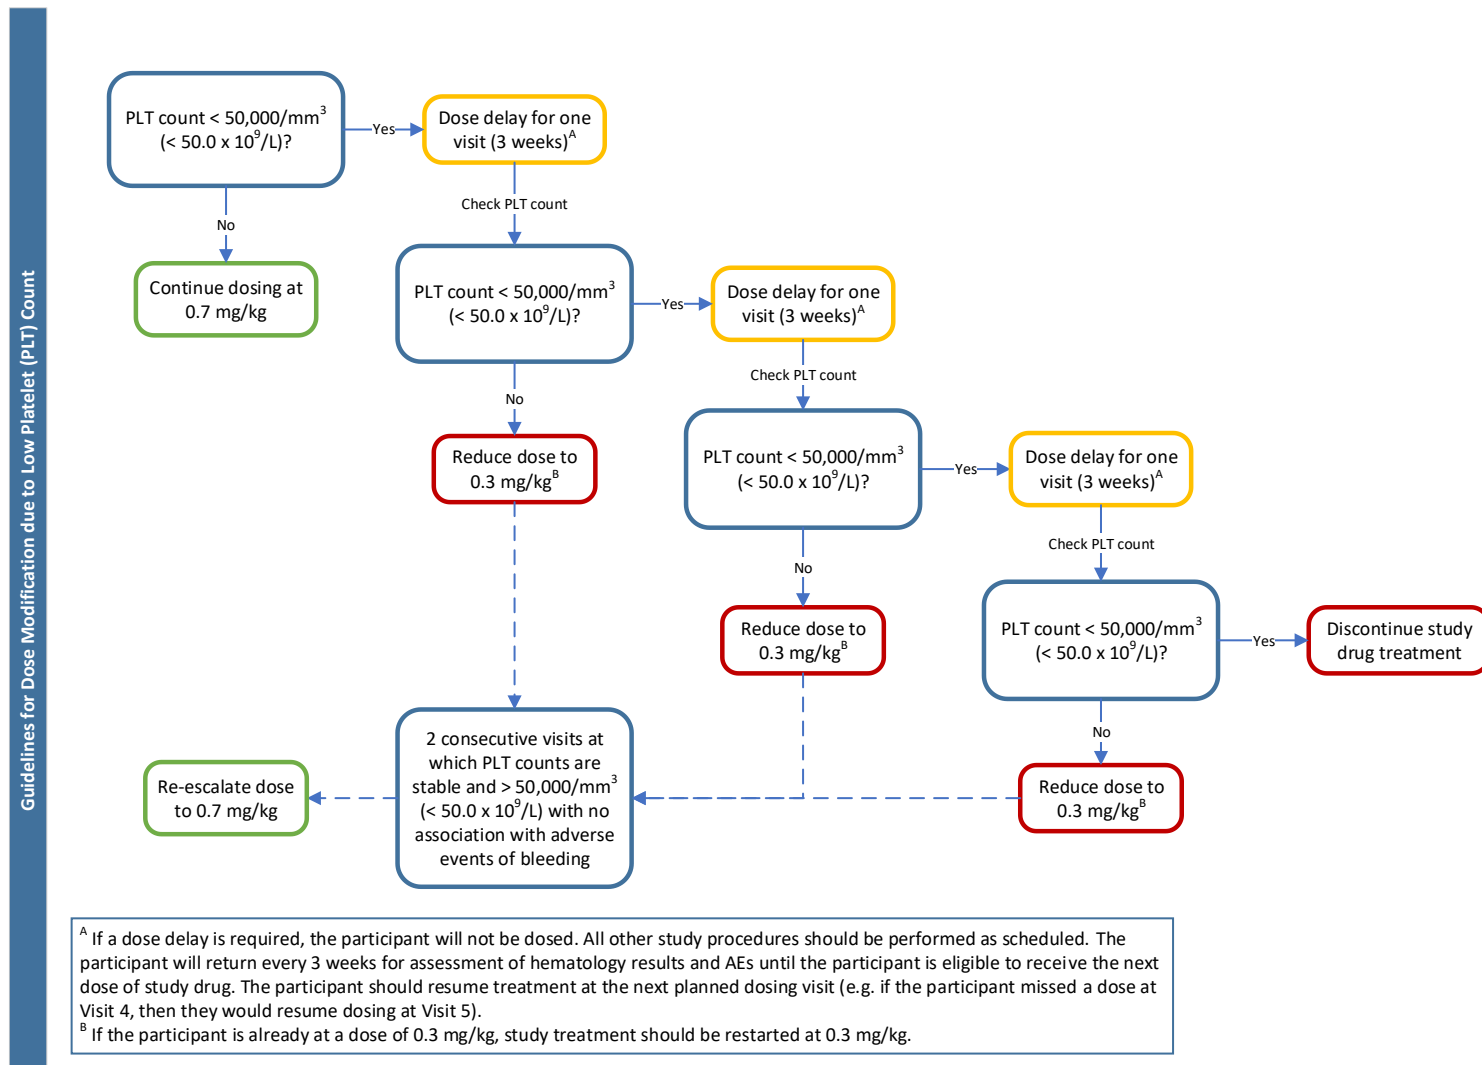 Guidelines for Dose Modification due to Low Platelet (PLT) Count
PLT count < 50,000/mm³
(< 50.0 x 10⁹/L)?
Yes
Dose delay for one
visit (3 weeks)ᴬ
No
Check PLT count
Continue dosing at
0.7 mg/kg
PLT count < 50,000/mm³
(< 50.0 x 10⁹/L)?
Yes
Dose delay for one
visit (3 weeks)ᴬ
No
Check PLT count
Reduce dose to
0.3 mg/kgᴮ
PLT count < 50,000/mm³
(< 50.0 x 10⁹/L)?
Yes
Dose delay for one
visit (3 weeks)ᴬ
No
Check PLT count
Reduce dose to
0.3 mg/kgᴮ
PLT count < 50,000/mm³
(< 50.0 x 10⁹/L)?
Yes
Discontinue study
drug treatment
No
Reduce dose to
0.3 mg/kgᴮ
2 consecutive visits at
which PLT counts are
stable and > 50,000/mm³
(< 50.0 x 10⁹/L) with no
association with adverse
events of bleeding
Re-escalate dose
to 0.7 mg/kg
ᴬ If a dose delay is required, the participant will not be dosed. All other study procedures should be performed as scheduled. The
participant will return every 3 weeks for assessment of hematology results and AEs until the participant is eligible to receive the next
dose of study drug. The participant should resume treatment at the next planned dosing visit (e.g. if the participant missed a dose at
Visit 4, then they would resume dosing at Visit 5).
ᴮ If the participant is already at a dose of 0.3 mg/kg, study treatment should be restarted at 0.3 mg/kg.